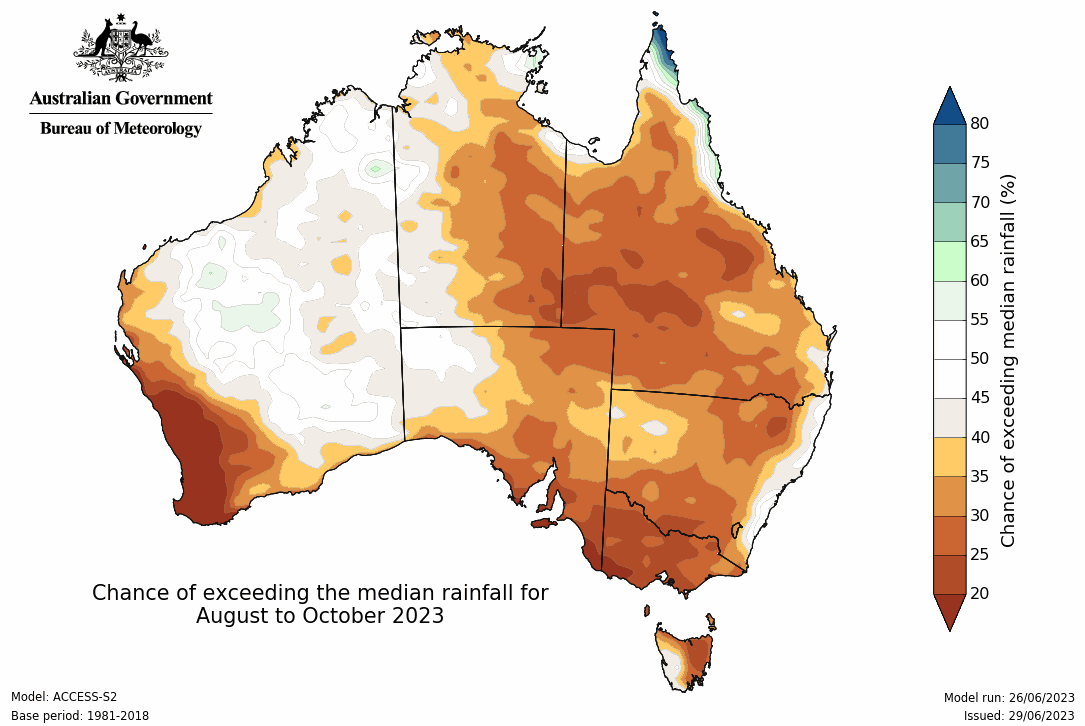 AUSTRALIA
Australian Government
Bureau of Meteorology
80
75
70
65
60
55
50
45
40
35
30
25
20
Chance of exceeding median rainfall (%)
Chance of exceeding the median rainfall for
August to October 2023
Model: ACCESS-S2
Base period: 1981-2018
Model run: 26/06/2023
Issued: 29/06/2023